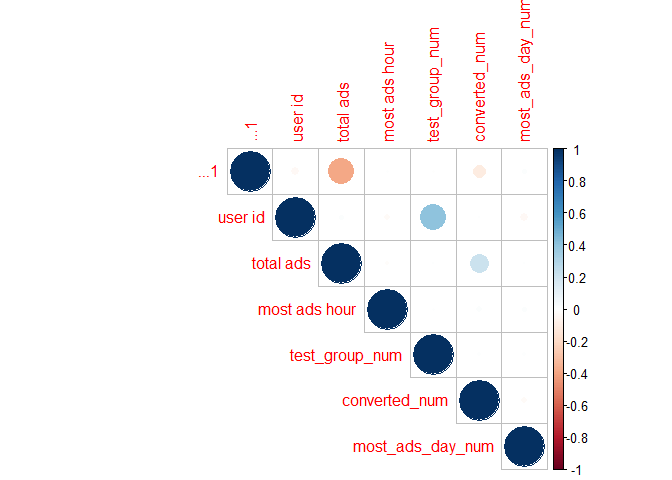 ...1
user id
total ads
most ads hour
test_group_num
converted_num
most_ads_day_num
...1
user id
total ads
most ads hour
test_group_num
converted_num
most_ads_day_num
1
0.8
0.6
0.4
0.2
0
-0.2
-0.4
-0.6
-0.8
-1